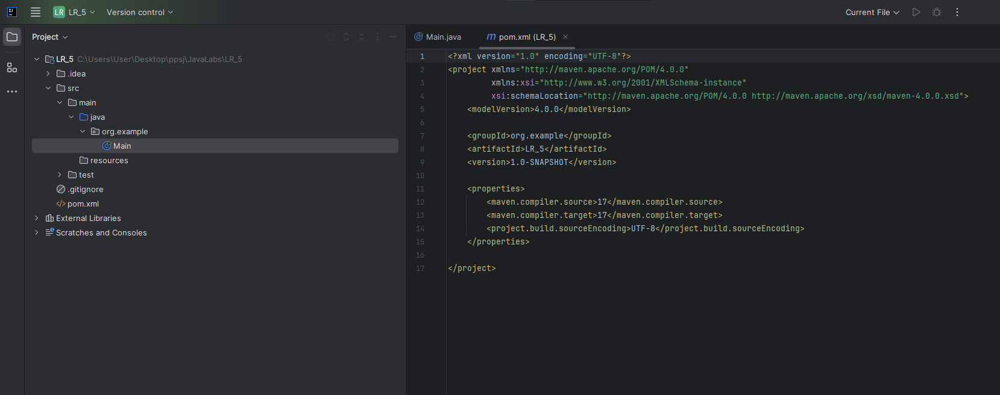 LR LR_5 Version control Current File
Project
LR_5 C:\Users\User\Desktop\ppsj\JavaLabs\LR_5
.idea
src
main
java
org.example
Main
resources
test
.gitignore
pom.xml
External Libraries
Scratches and Consoles
Main.java
pom.xml (LR_5)
1 <?xml version="1.0" encoding="UTF-8"?>
2 <project xmlns="http://maven.apache.org/POM/4.0.0"
3 xmlns:xsi="http://www.w3.org/2001/XMLSchema-instance"
4 xsi:schemaLocation="http://maven.apache.org/POM/4.0.0 http://maven.apache.org/xsd/maven-4.0.0.xsd">
5 <modelVersion>4.0.0</modelVersion>
6
7 <groupId>org.example</groupId>
8 <artifactId>LR_5</artifactId>
9 <version>1.0-SNAPSHOT</version>
10
11 <properties>
12 <maven.compiler.source>17</maven.compiler.source>
13 <maven.compiler.target>17</maven.compiler.target>
14 <project.build.sourceEncoding>UTF-8</project.build.sourceEncoding>
15 </properties>
16
17 </project>